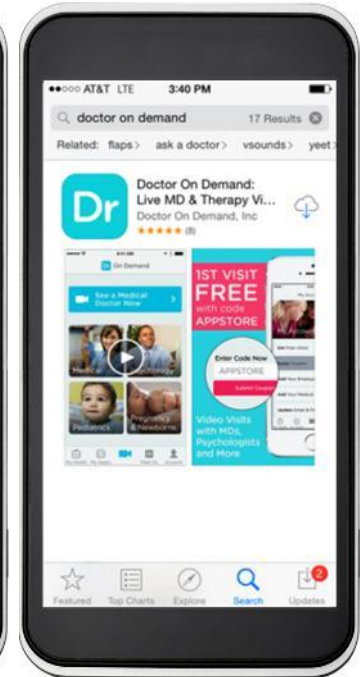 AT&T LTE 3:40 PM
doctor on demand 17 Results
Related: flaps > ask a doctor > vsounds > yeet
Dr
Doctor On Demand:
Live MD & Therapy Vi...
Doctor On Demand, Inc
(8)
On Demand
See a Medical
Doctor Now
Medical Psychology
Pediatrics
Pregnancy
& Newborns
1ST VISIT
FREE
with code
APPSTORE
Enter Code Now
APPSTORE
Submit Coupon
Video Visits
with MDs,
Psychologists
and More
Featured Top Charts Explore Search Updates
2